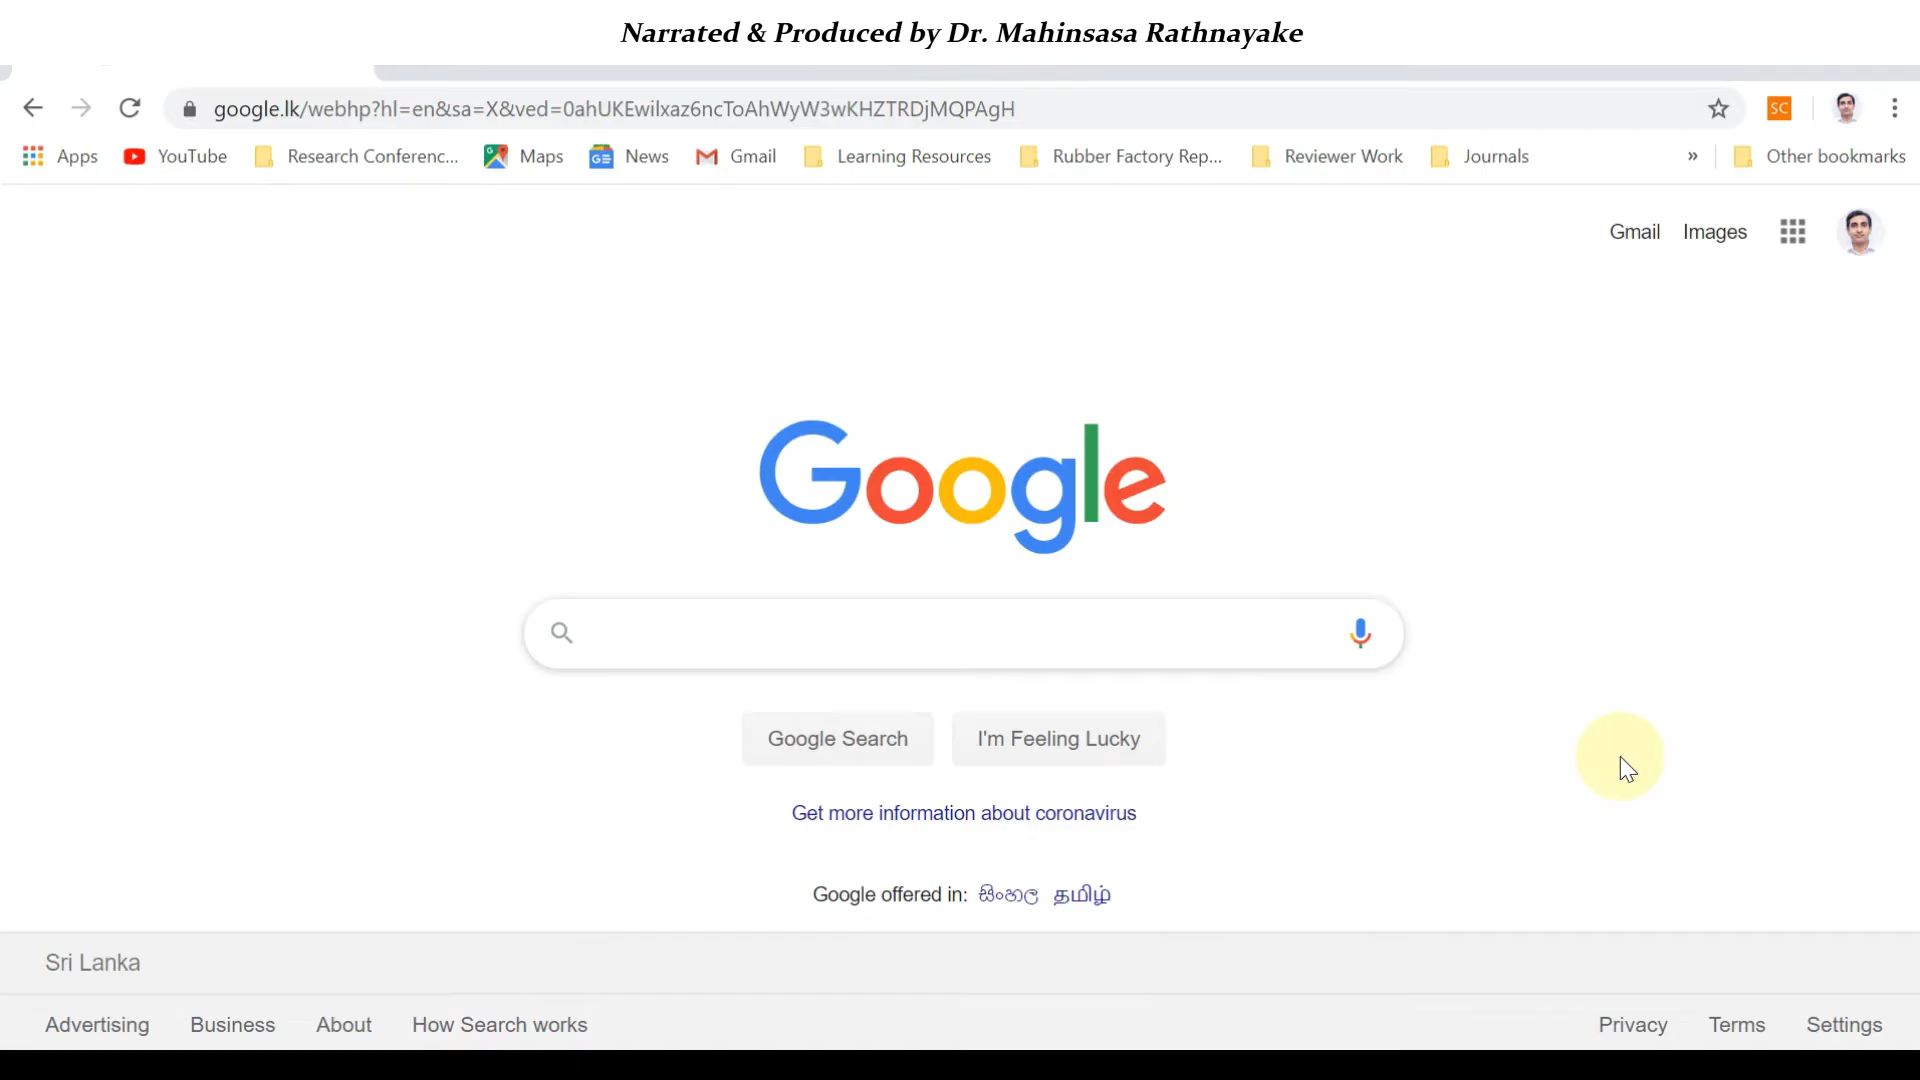 Narrated & Produced by Dr. Mahinsasa Rathnayake
google.lk/webhp?hl=en&sa=X&ved=0ahUKEwilxaz6ncToAhWyW3wKHZTRDjMQPAgH SC
Apps YouTube Research Conferenc... Maps GE News Gmail Learning Resources Rubber Factory Rep... Reviewer Work Journals » Other bookmarks
Gmail Images
Google
Google Search I'm Feeling Lucky
Get more information about coronavirus
Google offered in: සිංහල தமிழ்
Sri Lanka
Advertising Business About How Search works Privacy Terms Settings